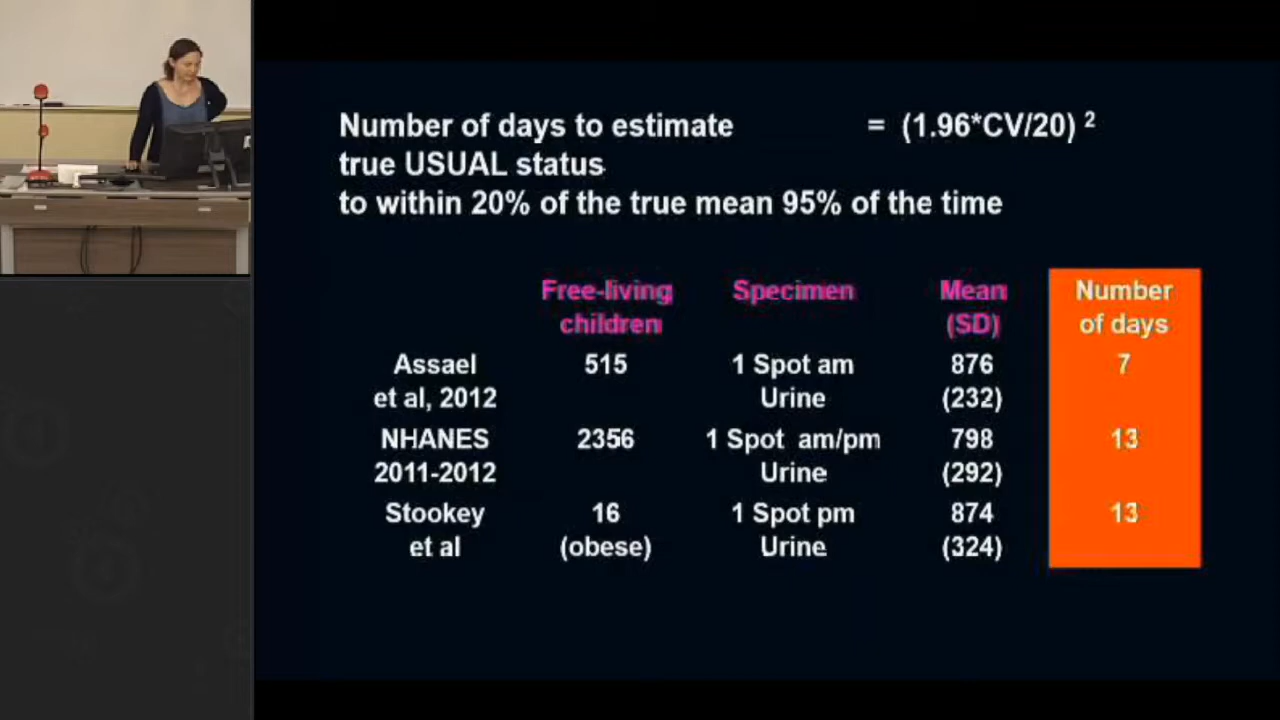 Number of days to estimate = (1.96*CV/20) ²
true USUAL status
to within 20% of the true mean 95% of the time
Free-living Specimen Mean Number
children (SD) of days
Assael 515 1 Spot am 876 7
et al, 2012 Urine (232)
NHANES 2356 1 Spot am/pm 798 13
2011-2012 Urine (292)
Stookey 16 1 Spot pm 874 13
et al (obese) Urine (324)